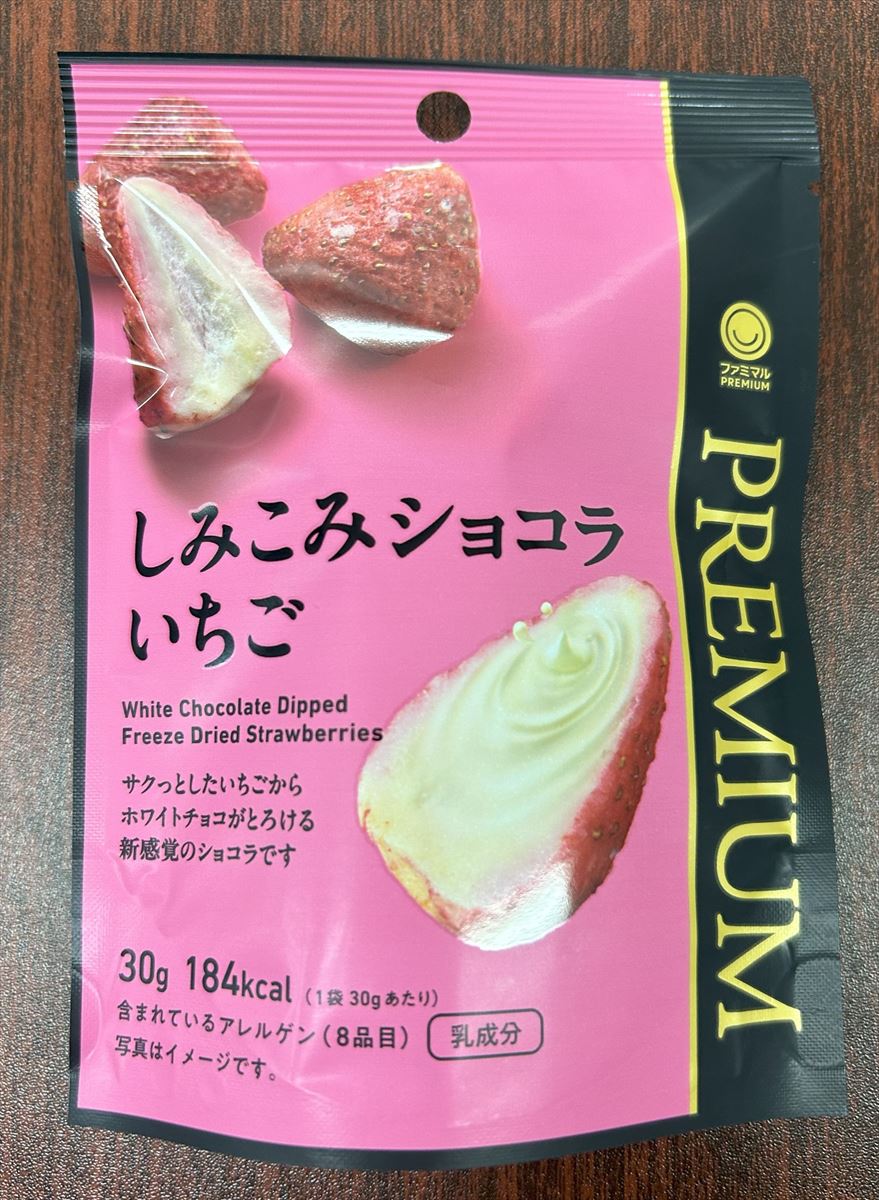 ファミマル
PREMIUM
PREMIUM
しみこみショコラ
いちご
White Chocolate Dipped
Freeze Dried Strawberries
サクっとしたいちごから
ホワイトチョコがとろける
新感覚のショコラです
30g 184kcal (1袋 30gあたり)
含まれているアレルゲン(8品目) 乳成分
写真はイメージです。